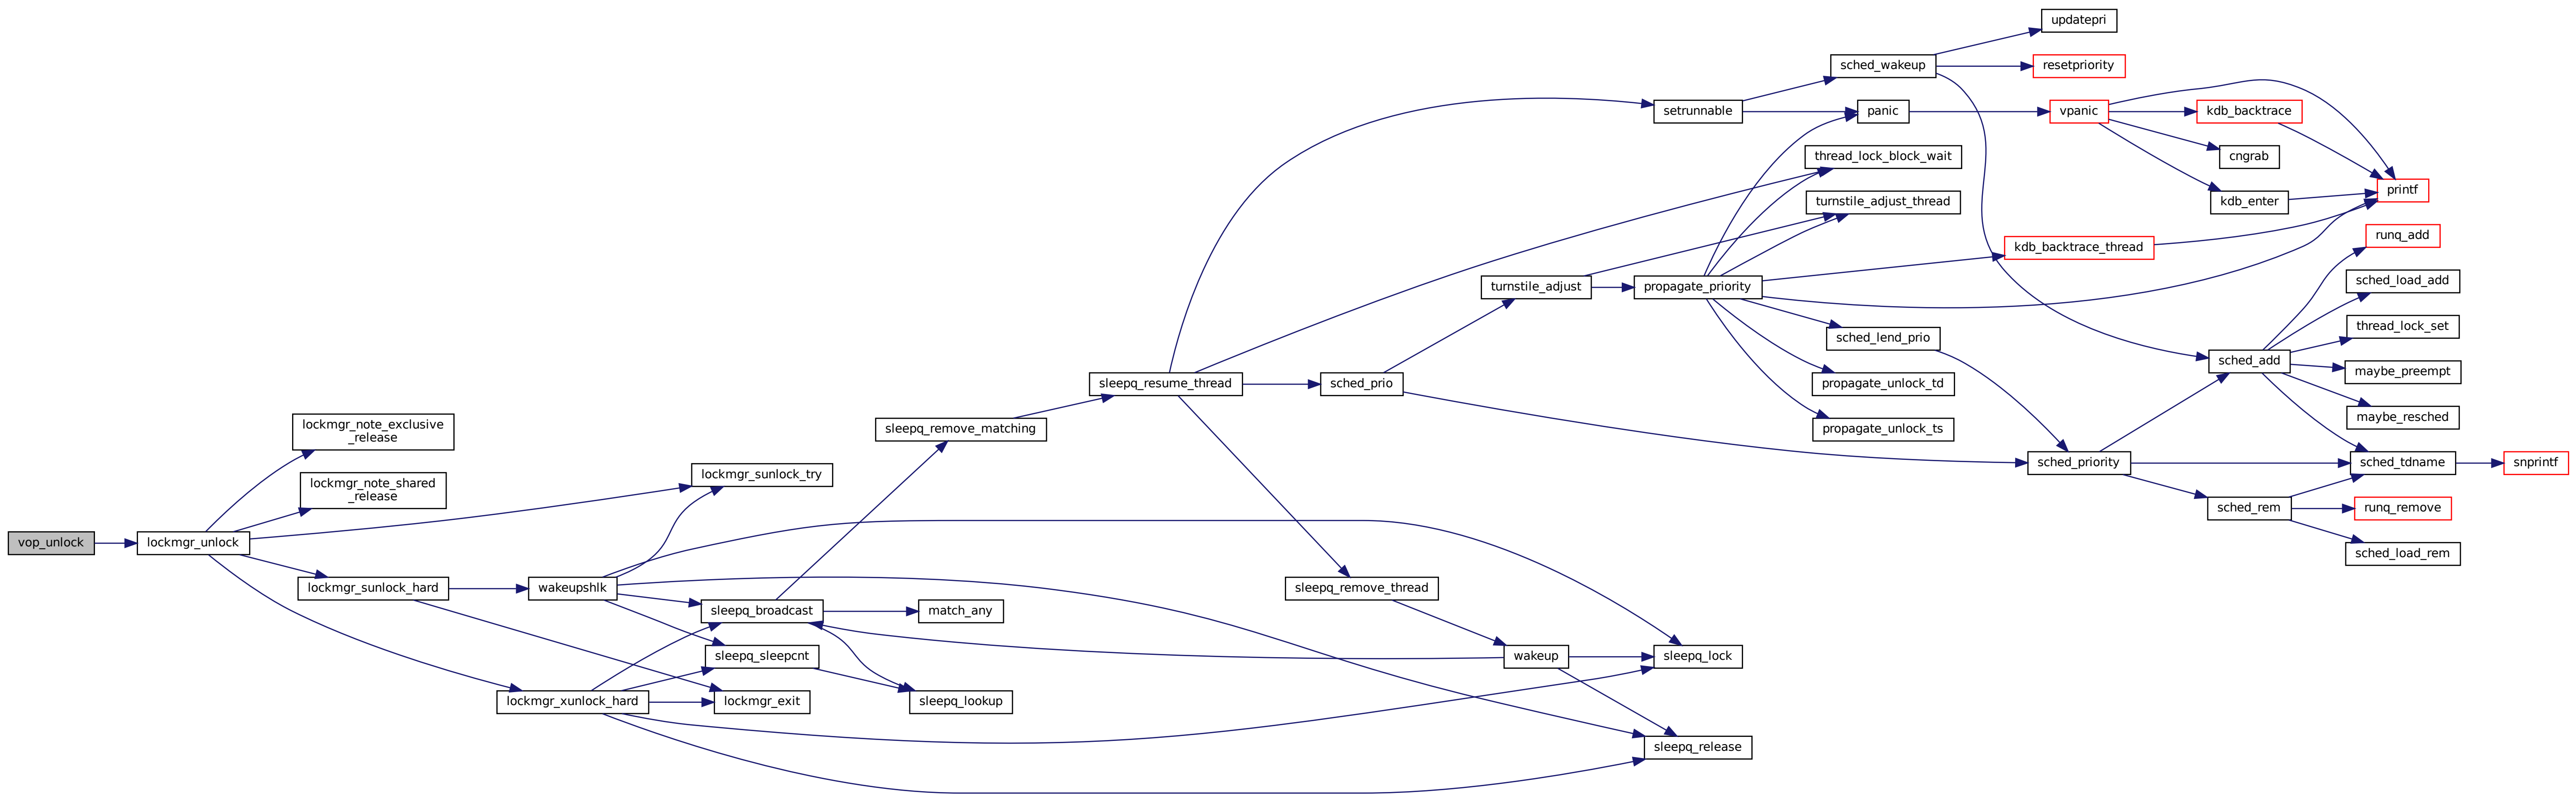 vop_unlock
lockmgr_unlock
lockmgr_note_exclusive
_release
lockmgr_note_shared
_release
lockmgr_sunlock_hard
lockmgr_xunlock_hard
wakeupshlk
lockmgr_sunlock_try
sleepq_broadcast
sleepq_sleepcnt
lockmgr_exit
sleepq_remove_matching
match_any
sleepq_lookup
sleepq_resume_thread
sleepq_remove_thread
sched_prio
wakeup
turnstile_adjust
setrunnable
propagate_priority
sleepq_lock
sleepq_release
sched_wakeup
panic
thread_lock_block_wait
turnstile_adjust_thread
sched_lend_prio
propagate_unlock_td
propagate_unlock_ts
updatepri
resetpriority
vpanic
kdb_backtrace_thread
sched_priority
kdb_backtrace
cngrab
kdb_enter
sched_add
sched_rem
printf
runq_add
sched_load_add
thread_lock_set
maybe_preempt
maybe_resched
sched_tdname
runq_remove
sched_load_rem
snprintf